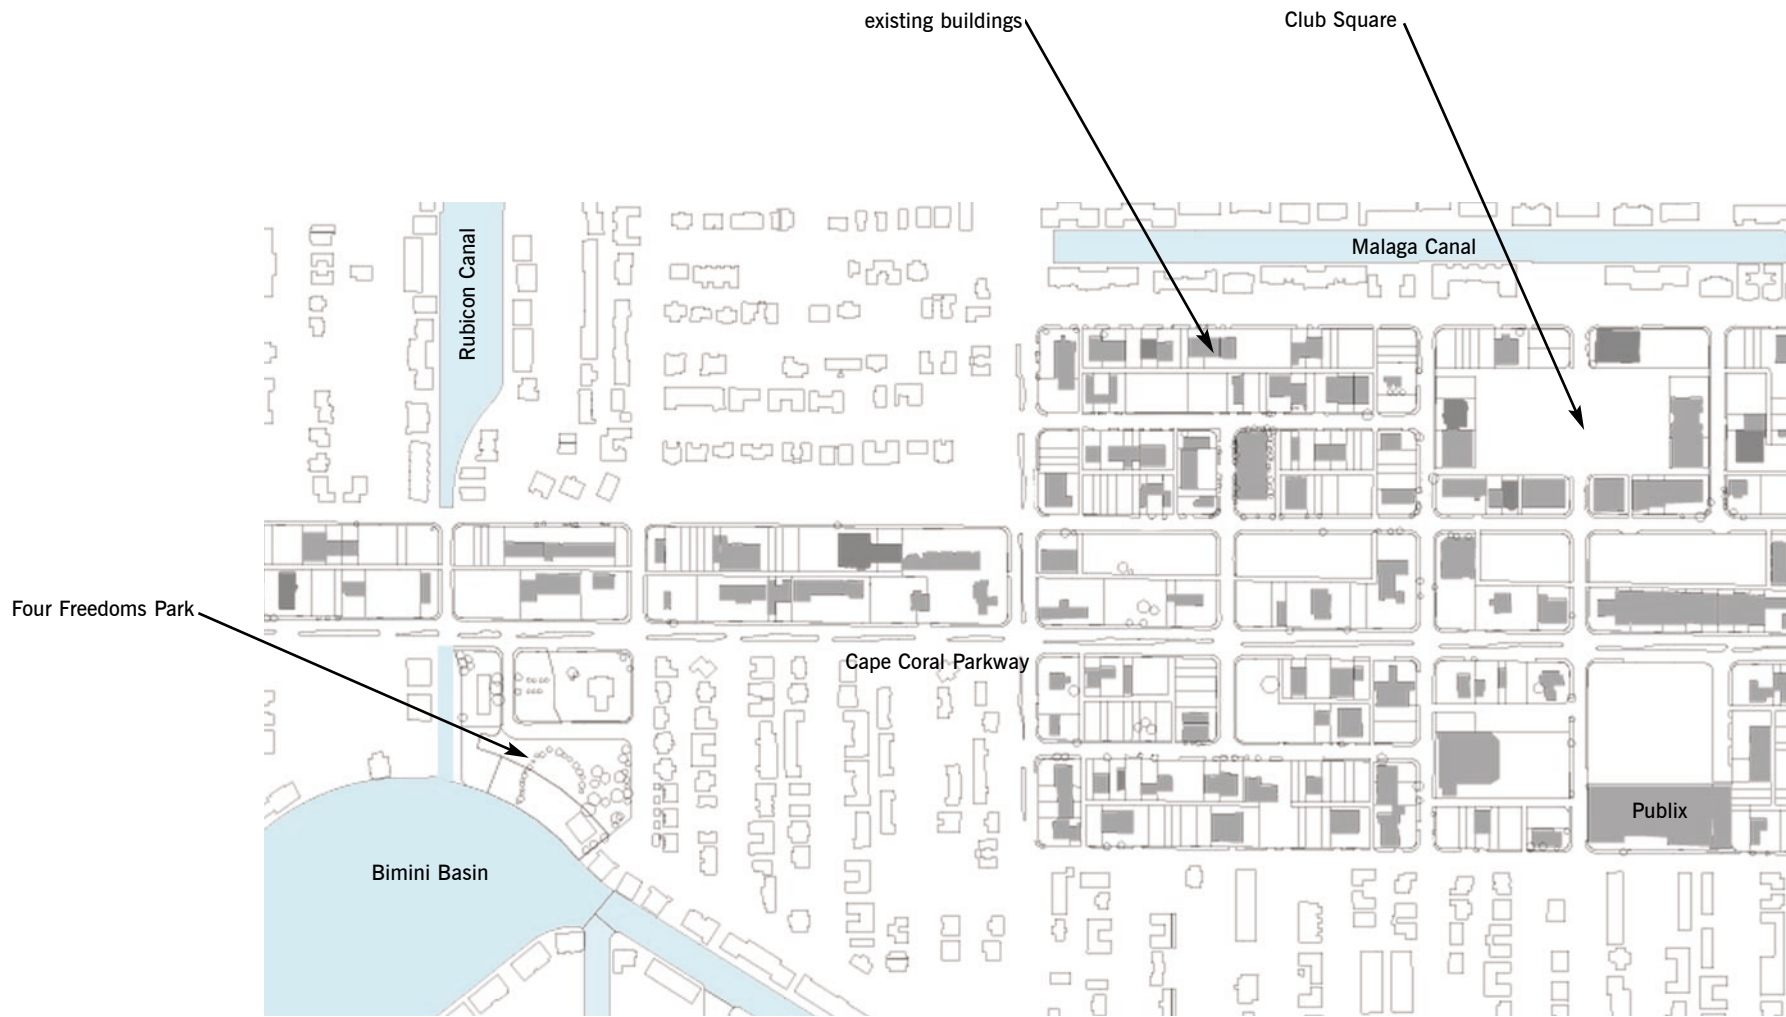 existing buildings
Club Square
Rubicon Canal
Malaga Canal
Four Freedoms Park
Cape Coral Parkway
Publix
Bimini Basin